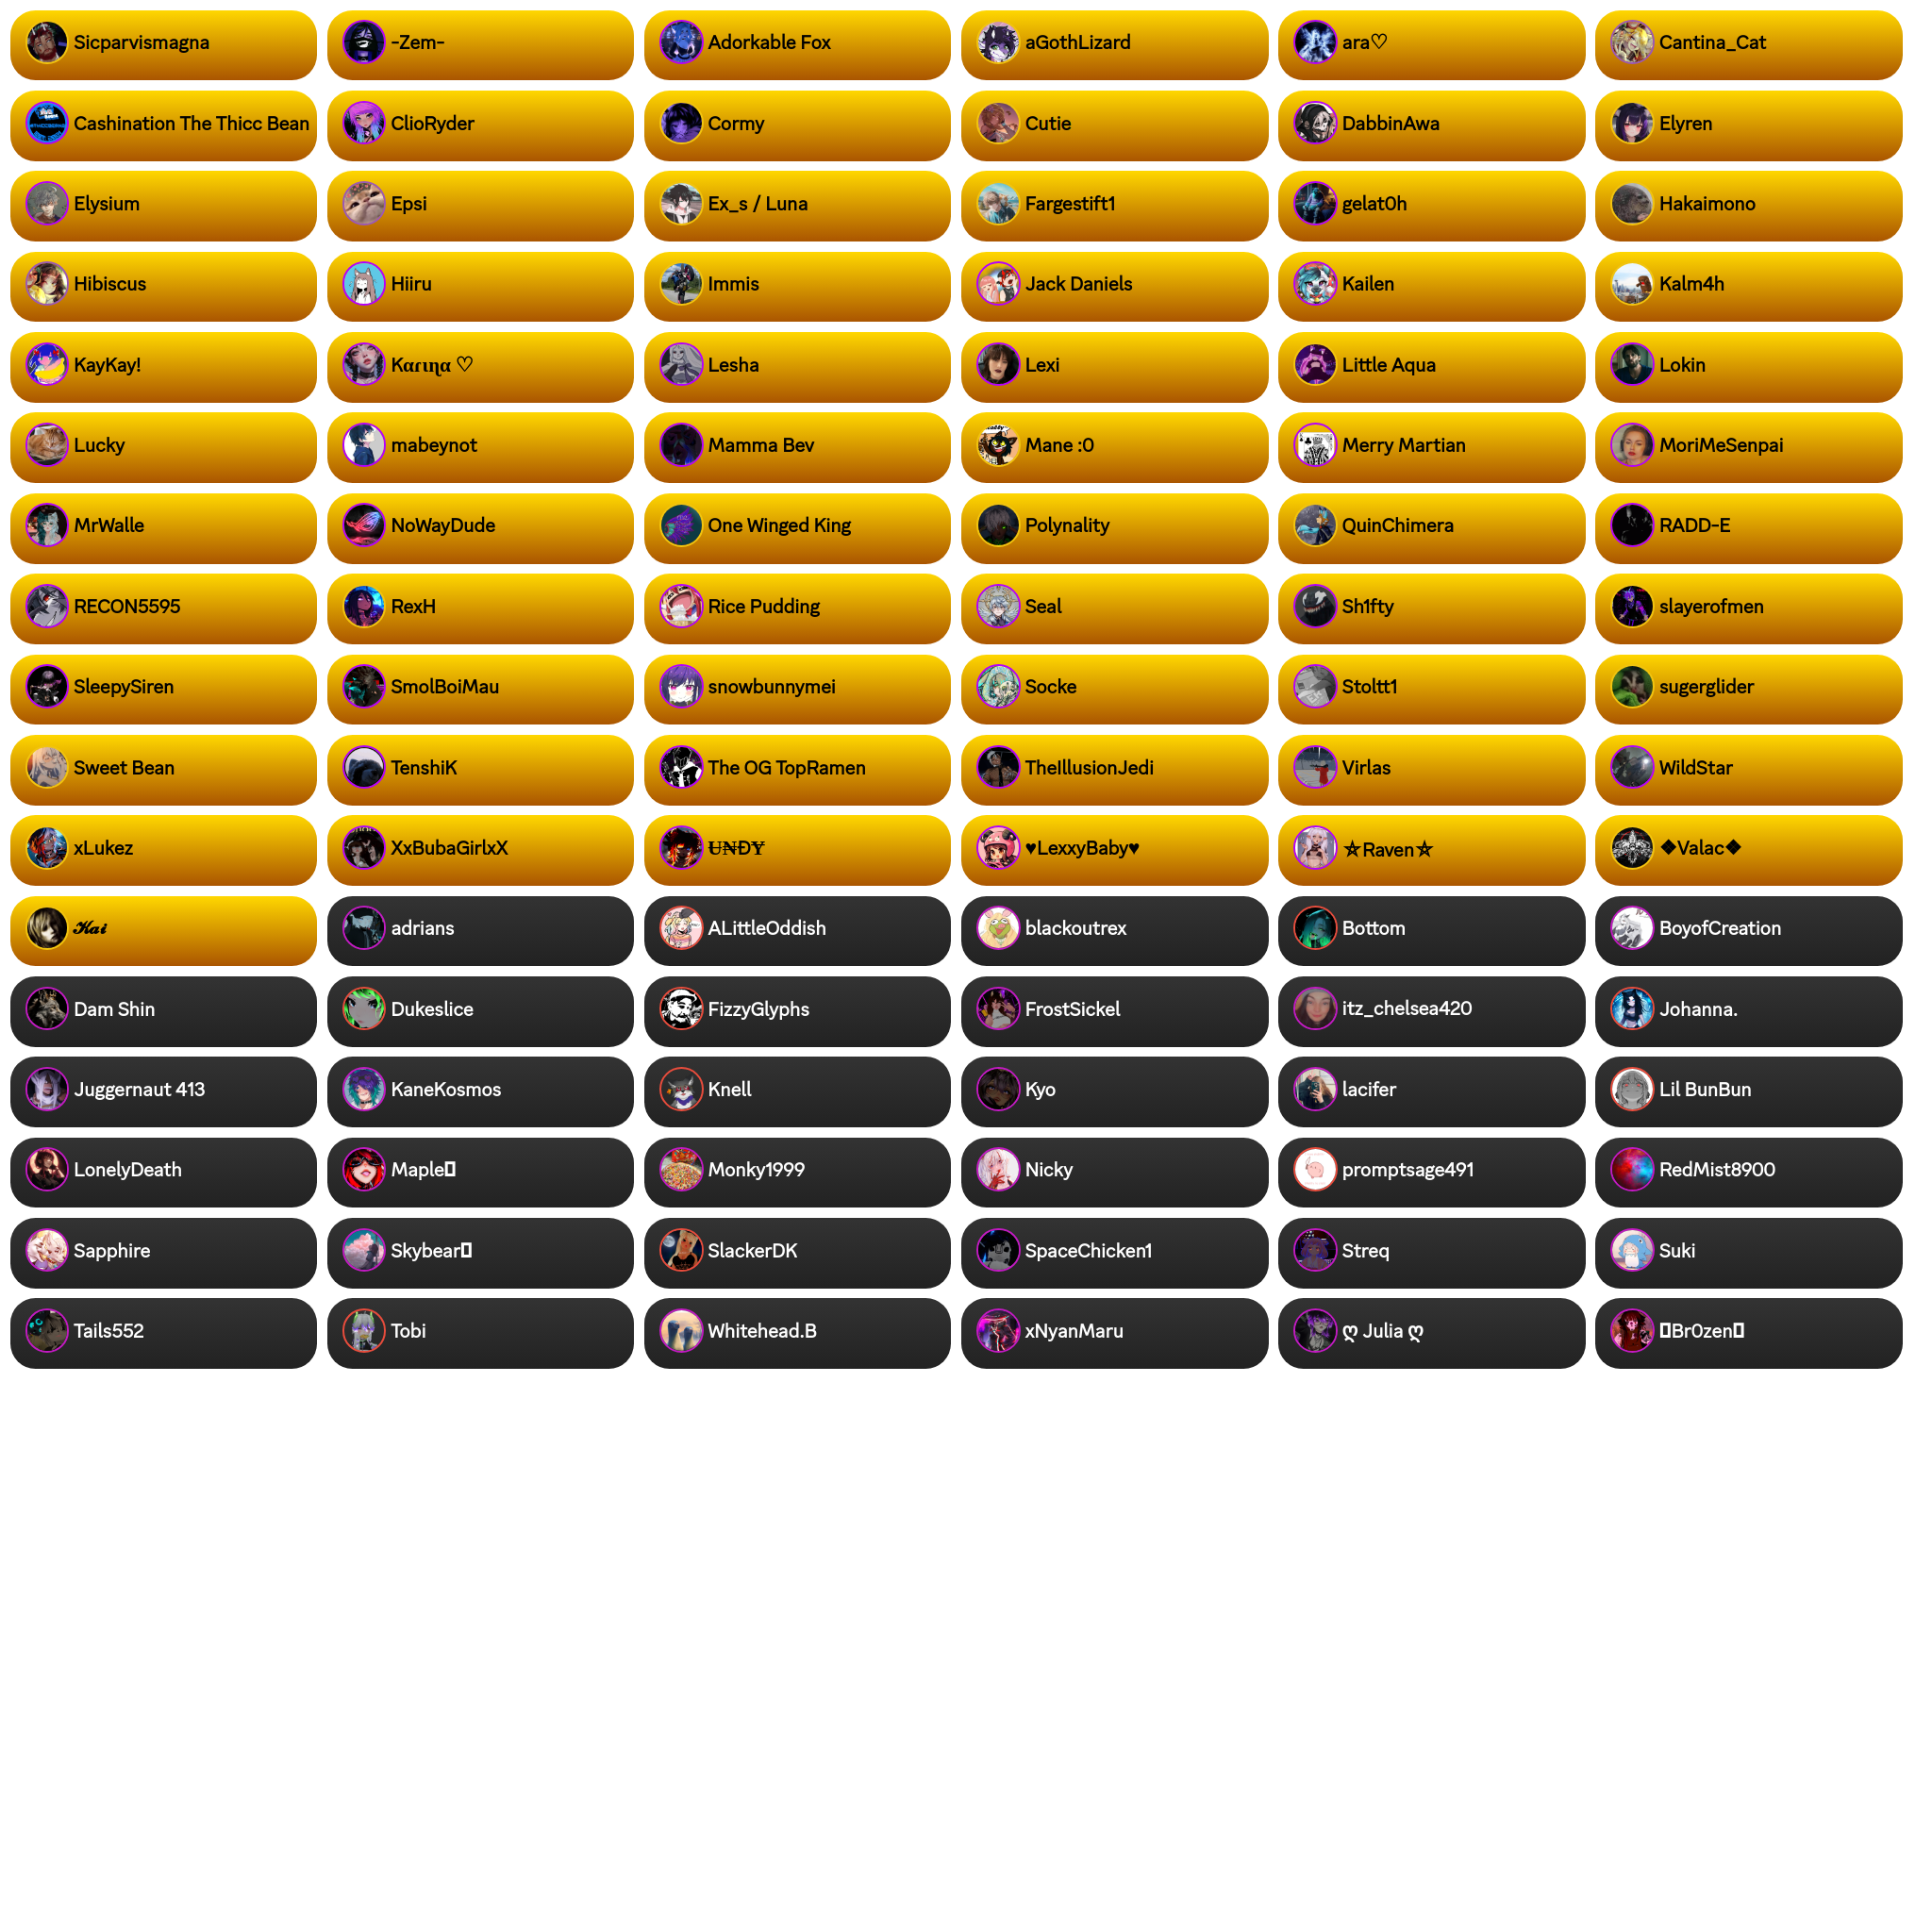 Sicparvismagna -Zem- Adorkable Fox aGothLizard ara♡ Cantina_Cat
Cashination The Thicc Bean ClioRyder Cormy Cutie DabbinAwa Elyren
Elysium Epsi Ex_s / Luna Fargestift1 gelat0h Hakaimono
Hibiscus Hiiru Immis Jack Daniels Kailen Kalm4h
KayKay! Kαɾιɳα ♡ Lesha Lexi Little Aqua Lokin
Lucky mabeynot Mamma Bev Mane :0 Merry Martian MoriMeSenpai
MrWalle NoWayDude One Winged King Polynality QuinChimera RADD-E
RECON5595 RexH Rice Pudding Seal Sh1fty slayerofmen
SleepySiren SmolBoiMau snowbunnymei Socke Stoltt1 sugerglider
Sweet Bean TenshiK The OG TopRamen TheIllusionJedi Virlas WildStar
xLukez XxBubaGirlxX U̶₦ĐɎ ♥LexxyBaby♥ ⛤Raven⛤ ❖Valac❖
𝓚𝓪𝓲 adrians ALittleOddish blackoutrex Bottom BoyofCreation
Dam Shin Dukeslice FizzyGlyphs FrostSickel itz_chelsea420 Johanna.
Juggernaut 413 KaneKosmos Knell Kyo lacifer Lil BunBun
LonelyDeath Maple Monky1999 Nicky promptsage491 RedMist8900
Sapphire Skybear SlackerDK SpaceChicken1 Streq Suki
Tails552 Tobi Whitehead.B xNyanMaru ღ Julia ღ Br0zen